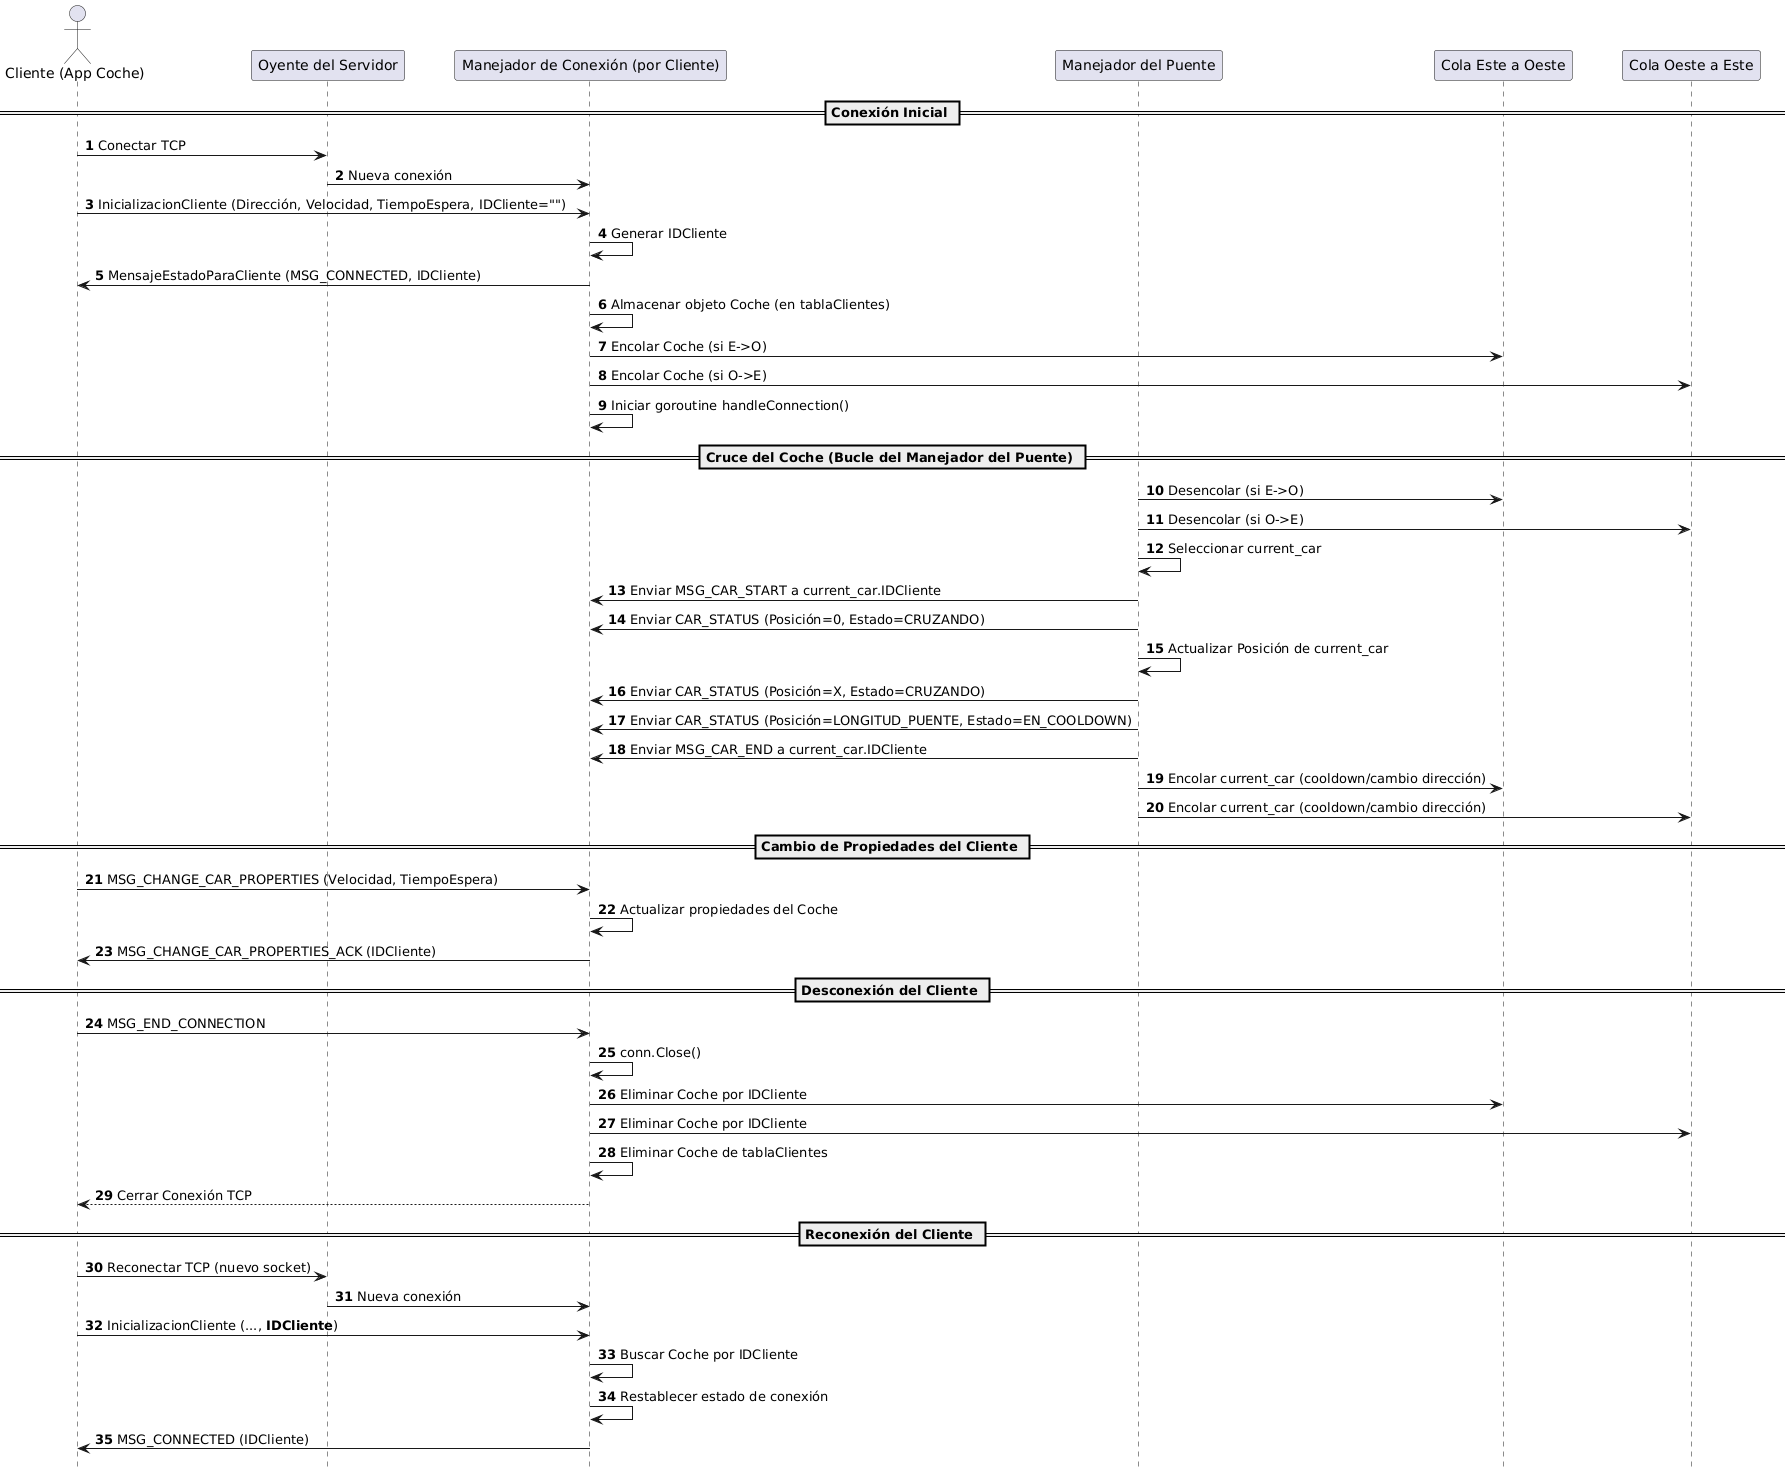 Cliente (App Coche)
Oyente del Servidor
Manejador de Conexión (por Cliente)
Manejador del Puente
Cola Este a Oeste
Cola Oeste a Este
Conexión Inicial
1 Conectar TCP
2 Nueva conexión
3 InicializacionCliente (Dirección, Velocidad, TiempoEspera, IDCliente="")
4 Generar IDCliente
5 MensajeEstadoParaCliente (MSG_CONNECTED, IDCliente)
6 Almacenar objeto Coche (en tablaClientes)
7 Encolar Coche (si E->O)
8 Encolar Coche (si O->E)
9 Iniciar goroutine handleConnection()
Cruce del Coche (Bucle del Manejador del Puente)
10 Desencolar (si E->O)
11 Desencolar (si O->E)
12 Seleccionar current_car
13 Enviar MSG_CAR_START a current_car.IDCliente
14 Enviar CAR_STATUS (Posición=0, Estado=CRUZANDO)
15 Actualizar Posición de current_car
16 Enviar CAR_STATUS (Posición=X, Estado=CRUZANDO)
17 Enviar CAR_STATUS (Posición=LONGITUD_PUENTE, Estado=EN_COOLDOWN)
18 Enviar MSG_CAR_END a current_car.IDCliente
19 Encolar current_car (cooldown/cambio dirección)
20 Encolar current_car (cooldown/cambio dirección)
Cambio de Propiedades del Cliente
21 MSG_CHANGE_CAR_PROPERTIES (Velocidad, TiempoEspera)
22 Actualizar propiedades del Coche
23 MSG_CHANGE_CAR_PROPERTIES_ACK (IDCliente)
Desconexión del Cliente
24 MSG_END_CONNECTION
25 conn.Close()
26 Eliminar Coche por IDCliente
27 Eliminar Coche por IDCliente
28 Eliminar Coche de tablaClientes
29 Cerrar Conexión TCP
Reconexión del Cliente
30 Reconectar TCP (nuevo socket)
31 Nueva conexión
32 InicializacionCliente (..., IDCliente)
33 Buscar Coche por IDCliente
34 Restablecer estado de conexión
35 MSG_CONNECTED (IDCliente)